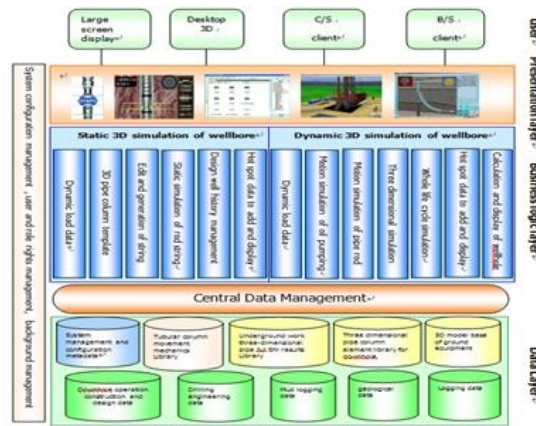 Large
screen
display
Desktop
3D
C/S
client
B/S
client
User
Presentation layer
Business logic layer
Data Layer
System configuration management, user and role rights management, background management
Static 3D simulation of wellbore
Dynamic 3D simulation of wellbore
Dynamic load data
3D pipe column template
Edit and generation of string
Static simulation of rod string
Design well history management
Hot spot data to add and display
Dynamic load data
Motion simulation of oil pumping
Motion simulation of pipe rod
Three dimensional simulation
Whole life cycle simulation
Hot spot data to add and display
Calculation and display of
Central Data Management
System
management and
configuration
metadata
Tubular column
movement
mechanics
library
Underground work
three-dimensional
pipe
results
Library
Three dimensional
pipe column
element library for
3D model base
of ground
equipment
operation
construction and
design data
Drilling
engineering
data
Mud logging
data
geological
data
Logging data